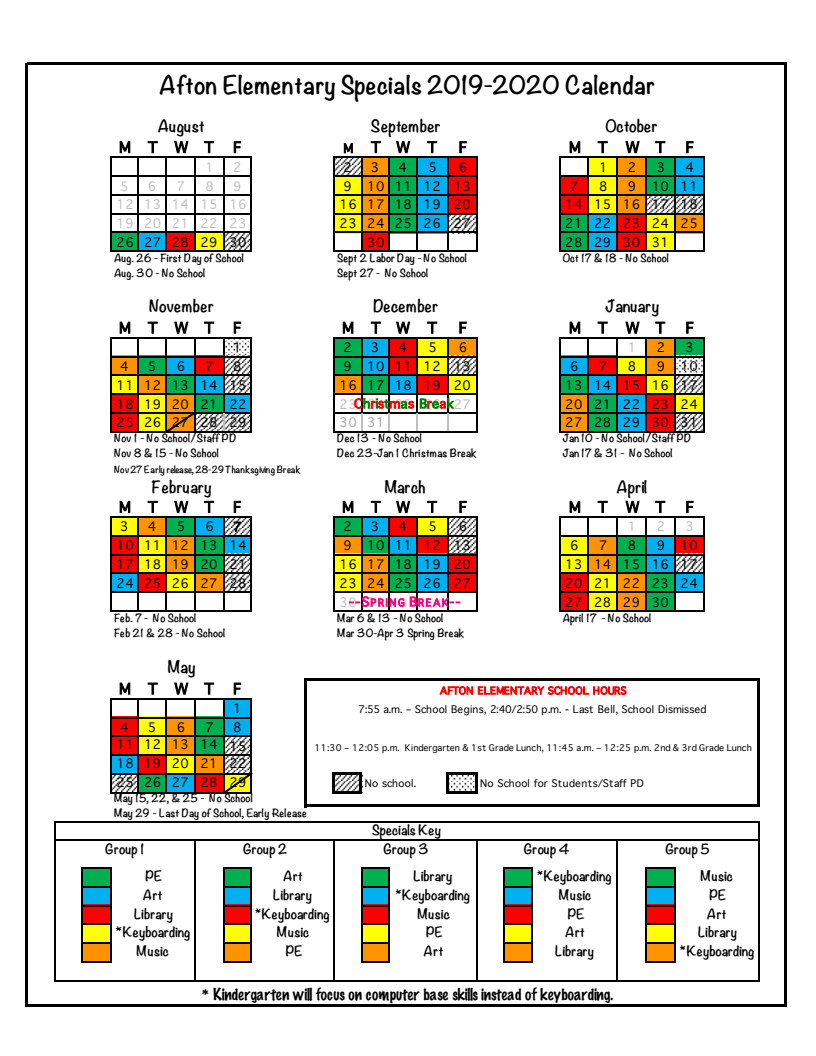 Afton Elementary Specials 2019-2020 Calendar
August
M T W T F
1 2
5 6 7 8 9
12 13 14 15 16
19 20 21 22 23
26 27 28 29 30
Aug. 26 - First Day of School
Aug. 30 - No School
September
M T W T F
2 3 4 5 6
9 10 11 12 13
16 17 18 19 20
23 24 25 26 27
30
Sept 2 Labor Day - No School
Sept 27 - No School
October
M T W T F
1 2 3 4
7 8 9 10 11
14 15 16 17 18
21 22 23 24 25
28 29 30 31
Oct 17 & 18 - No School
November
M T W T F
1
4 5 6 7 8
11 12 13 14 15
18 19 20 21 22
25 26 27 28 29
Nov 1 - No School/Staff PD
Nov 8 & 15 - No School
Nov 27 Early release, 28-29 Thanksgiving Break
December
M T W T F
2 3 4 5 6
9 10 11 12 13
16 17 18 19 20
23 Christmas Break 27
30 31
Dec 13 - No School
Dec 23-Jan 1 Christmas Break
January
M T W T F
1 2 3
6 7 8 9 10
13 14 15 16 17
20 21 22 23 24
27 28 29 30 31
Jan 10 - No School/Staff PD
Jan 17 & 31 - No School
February
M T W T F
3 4 5 6 7
10 11 12 13 14
17 18 19 20 21
24 25 26 27 28
Feb. 7 - No School
Feb 21 & 28 - No School
March
M T W T F
2 3 4 5 6
9 10 11 12 13
16 17 18 19 20
23 24 25 26 27
30 --SPRING BREAK--
Mar 6 & 13 - No School
Mar 30-Apr 3 Spring Break
April
M T W T F
1 2 3
6 7 8 9 10
13 14 15 16 17
20 21 22 23 24
27 28 29 30
April 17 - No School
May
M T W T F
1
4 5 6 7 8
11 12 13 14 15
18 19 20 21 22
25 26 27 28 29
May 15, 22, & 25 - No School
May 29 - Last Day of School, Early Release
AFTON ELEMENTARY SCHOOL HOURS
7:55 a.m. – School Begins, 2:40/2:50 p.m. - Last Bell, School Dismissed
11:30 – 12:05 p.m. Kindergarten & 1st Grade Lunch, 11:45 a.m. – 12:25 p.m. 2nd & 3rd Grade Lunch
No school.
No School for Students/Staff PD
Specials Key
Group 1
PE
Art
Library
*Keyboarding
Music
Group 2
Art
Library
*Keyboarding
Music
PE
Group 3
Library
*Keyboarding
Music
PE
Art
Group 4
*Keyboarding
Music
PE
Art
Library
Group 5
Music
PE
Art
Library
*Keyboarding
* Kindergarten will focus on computer base skills instead of keyboarding.